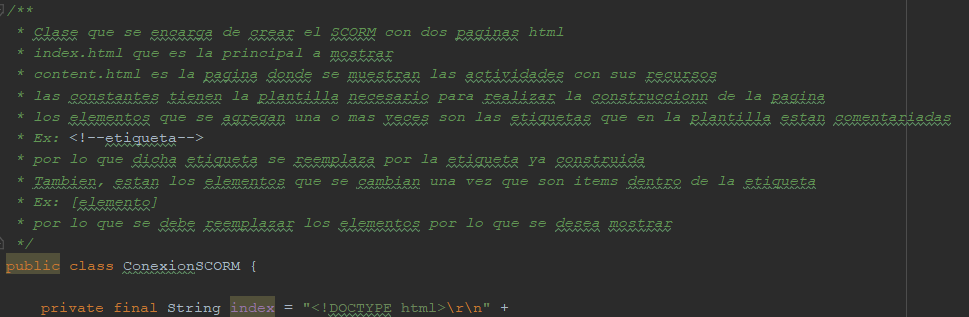 /**
* Clase que se encarga de crear el SCORM con dos paginas html
* index.html que es la principal a mostrar
* content.html es la pagina donde se muestran las actividades con sus recursos
* las constantes tienen la plantilla necesario para realizar la construccionn de la pagina
* los elementos que se agregan una o mas veces son las etiquetas que en la plantilla estan comentariadas
* Ex: <!--etiqueta-->
* por lo que dicha etiqueta se reemplaza por la etiqueta ya construida
* Tambien, estan los elementos que se cambian una vez que son items dentro de la etiqueta
* Ex: [elemento]
* por lo que se debe reemplazar los elementos por lo que se desea mostrar
*/
public class ConexionSCORM {
private final String index = "<!DOCTYPE html>\r\n" +